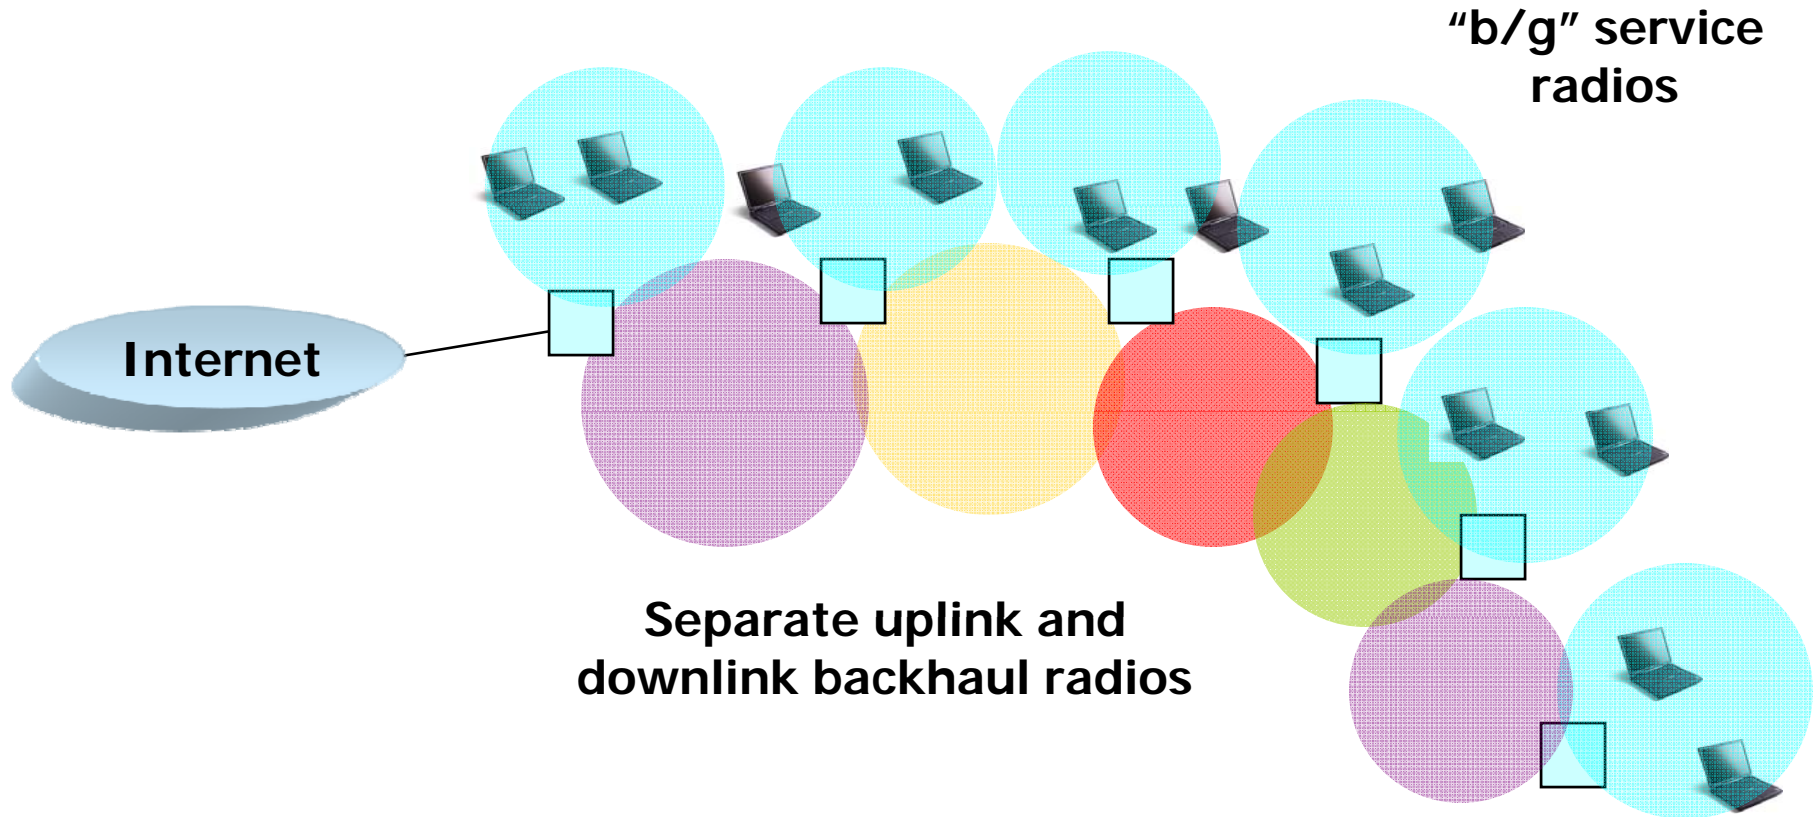 “b/g” service
radios
Internet
Separate uplink and
downlink backhaul radios